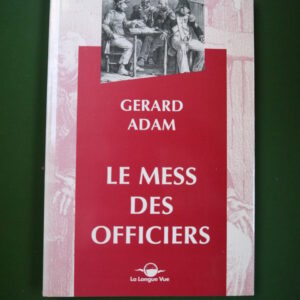 GERARD
ADAM
LE MESS
DES
OFFICIERS
La Longue Vue